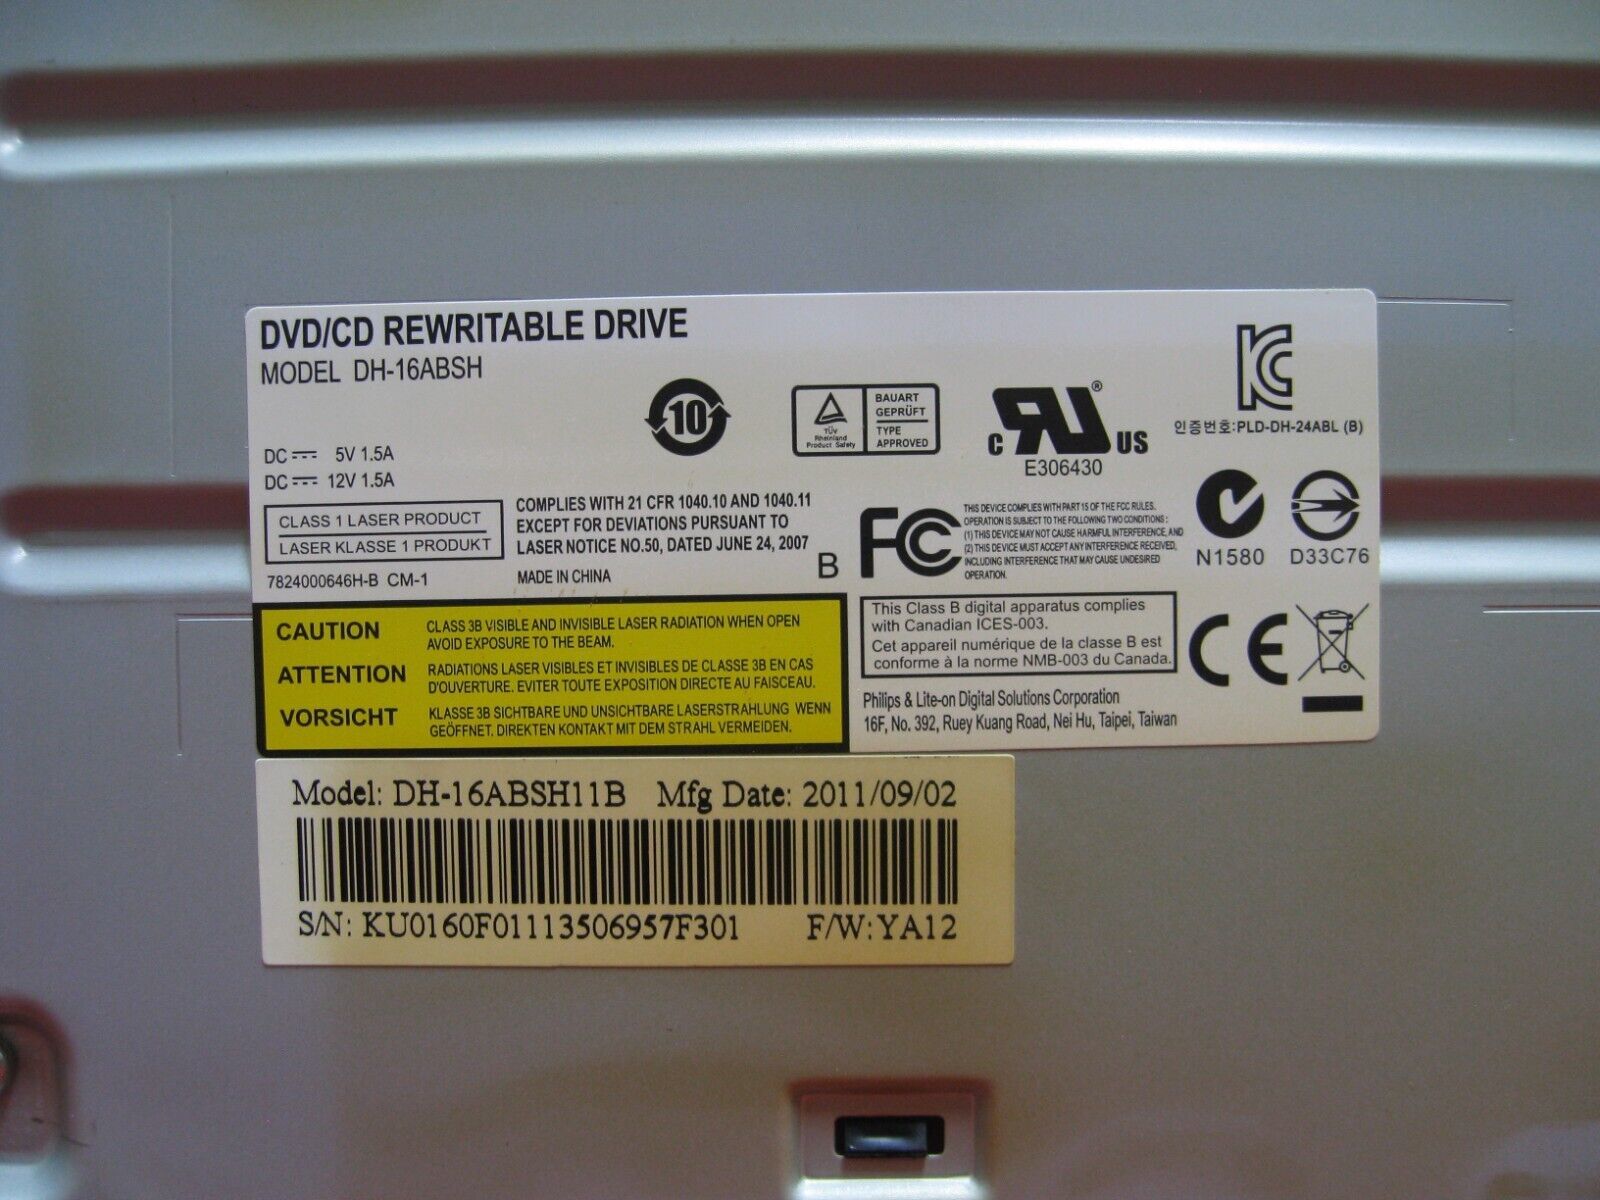 DVD/CD REWRITABLE DRIVE
MODEL DH-16ABSH
DC 5V 1.5A
DC 12V 1.5A
CLASS 1 LASER PRODUCT
LASER KLASSE 1 PRODUKT
7824000646H-B CM-1
COMPLIES WITH 21 CFR 1040.10 AND 1040.11
EXCEPT FOR DEVIATIONS PURSUANT TO
LASER NOTICE NO.50, DATED JUNE 24, 2007
MADE IN CHINA
B
10
TÜV
Rheinland
Product Safety
BAUART
GEPRÜFT
TYPE
APPROVED
c RU ® US
E306430
KC
인증번호:PLD-DH-24ABL (B)
FC
THIS DEVICE COMPLIES WITH PART 15 OF THE FCC RULES.
OPERATION IS SUBJECT TO THE FOLLOWING TWO CONDITIONS:
(1) THIS DEVICE MAY NOT CAUSE HARMFUL INTERFERENCE, AND
(2) THIS DEVICE MUST ACCEPT ANY INTERFERENCE RECEIVED,
INCLUDING INTERFERENCE THAT MAY CAUSE UNDESIRED
OPERATION.
N1580
D33C76
This Class B digital apparatus complies
with Canadian ICES-003.
Cet appareil numérique de la classe B est
conforme à la norme NMB-003 du Canada.
CE
Philips & Lite-on Digital Solutions Corporation
16F, No. 392, Ruey Kuang Road, Nei Hu, Taipei, Taiwan
CAUTION
CLASS 3B VISIBLE AND INVISIBLE LASER RADIATION WHEN OPEN
AVOID EXPOSURE TO THE BEAM.
ATTENTION
RADIATIONS LASER VISIBLES ET INVISIBLES DE CLASSE 3B EN CAS
D'OUVERTURE. EVITER TOUTE EXPOSITION DIRECTE AU FAISCEAU.
VORSICHT
KLASSE 3B SICHTBARE UND UNSICHTBARE LASERSTRAHLUNG WENN
GEÖFFNET. DIREKTEN KONTAKT MIT DEM STRAHL VERMEIDEN.
Model: DH-16ABSH11B Mfg Date: 2011/09/02
S/N: KU0160F01113506957F301 F/W:YA12